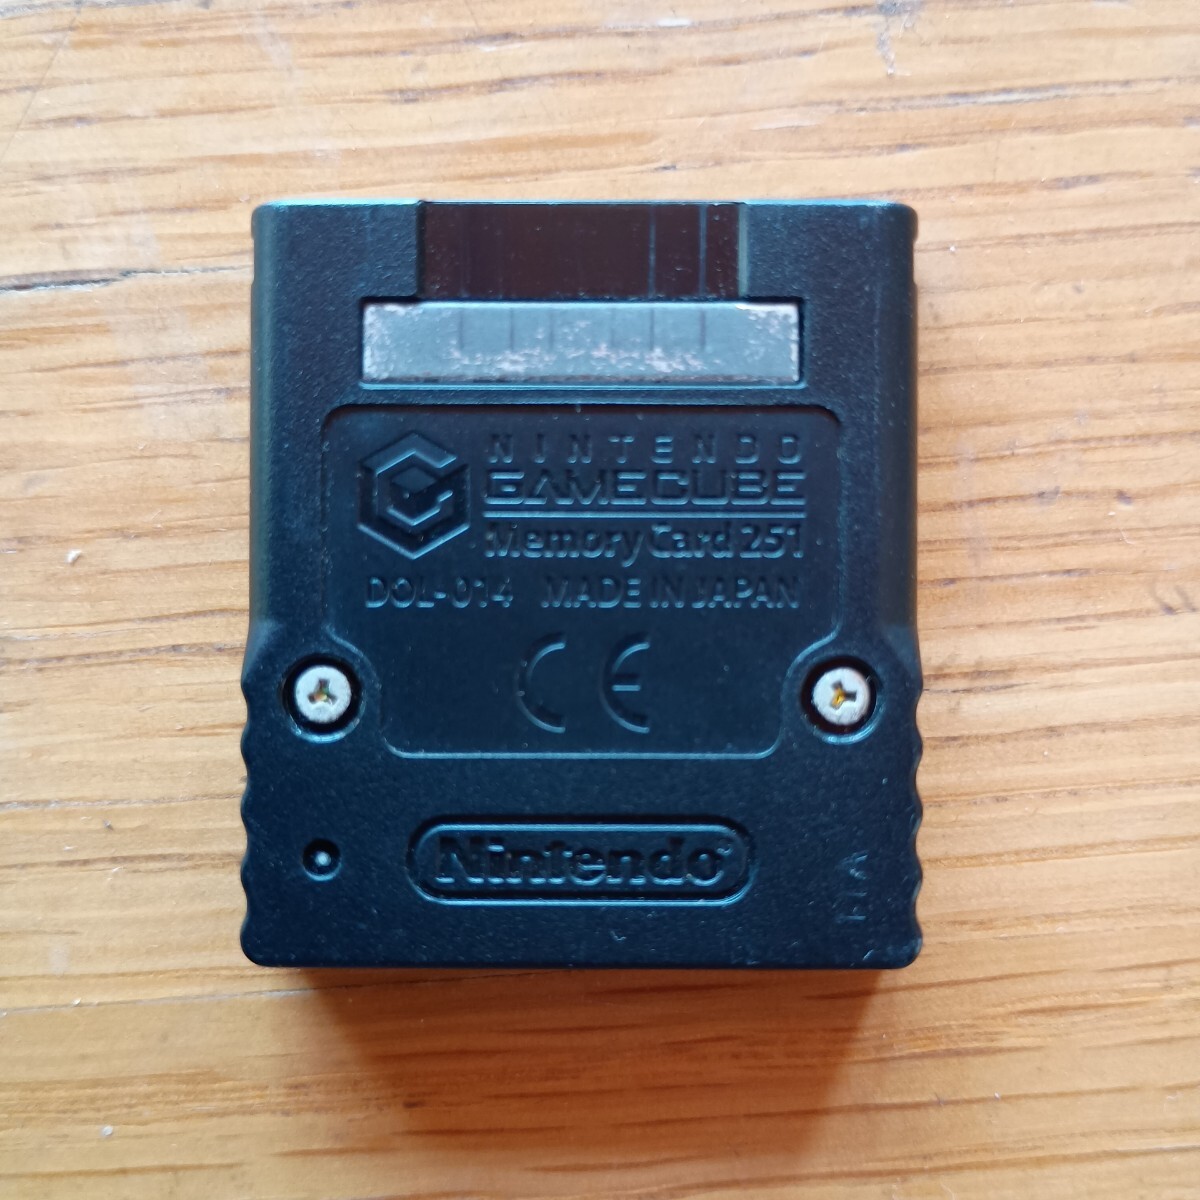 NINTENDO
GAMECUBE
Memory Card 251
DOL-014 MADE IN JAPAN
CE
Nintendo